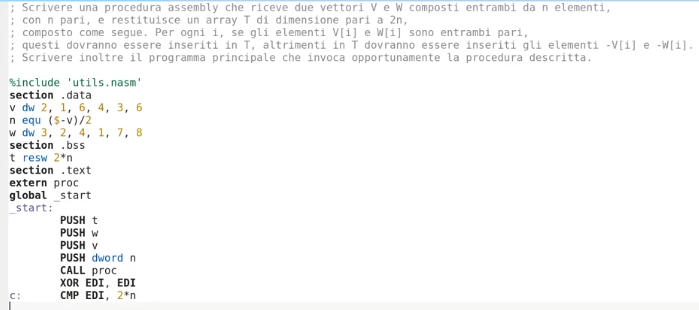 ; Scrivere una procedura assembly che riceve due vettori V e W composti entrambi da n elementi,
; con n pari, e restituisce un array T di dimensione pari a 2n,
; composto come segue. Per ogni i, se gli elementi V[i] e W[i] sono entrambi pari,
; questi dovranno essere inseriti in T, altrimenti in T dovranno essere inseriti gli elementi -V[i] e -W[i].
; Scrivere inoltre il programma principale che invoca opportunamente la procedura descritta.
%include 'utils.nasm'
section .data
v dw 2, 1, 6, 4, 3, 6
n equ ($-v)/2
w dw 3, 2, 4, 1, 7, 8
section .bss
t resw 2*n
section .text
extern proc
global _start
_start:
PUSH t
PUSH w
PUSH v
PUSH dword n
CALL proc
XOR EDI, EDI
c: CMP EDI, 2*n